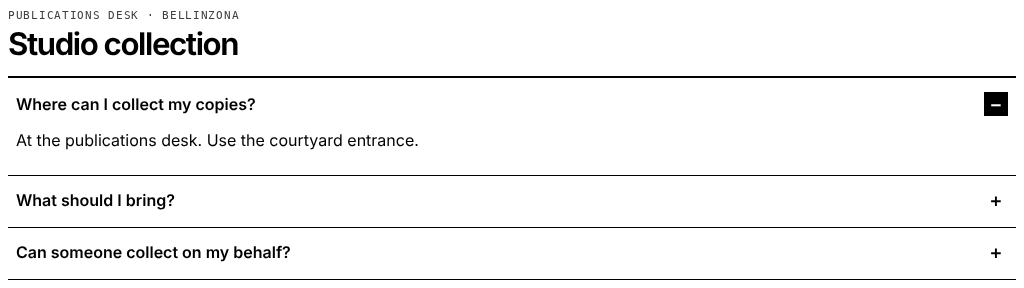 PUBLICATIONS DESK · BELLINZONA
Studio collection
Where can I collect my copies?
−
At the publications desk. Use the courtyard entrance.
What should I bring?
+
Can someone collect on my behalf?
+